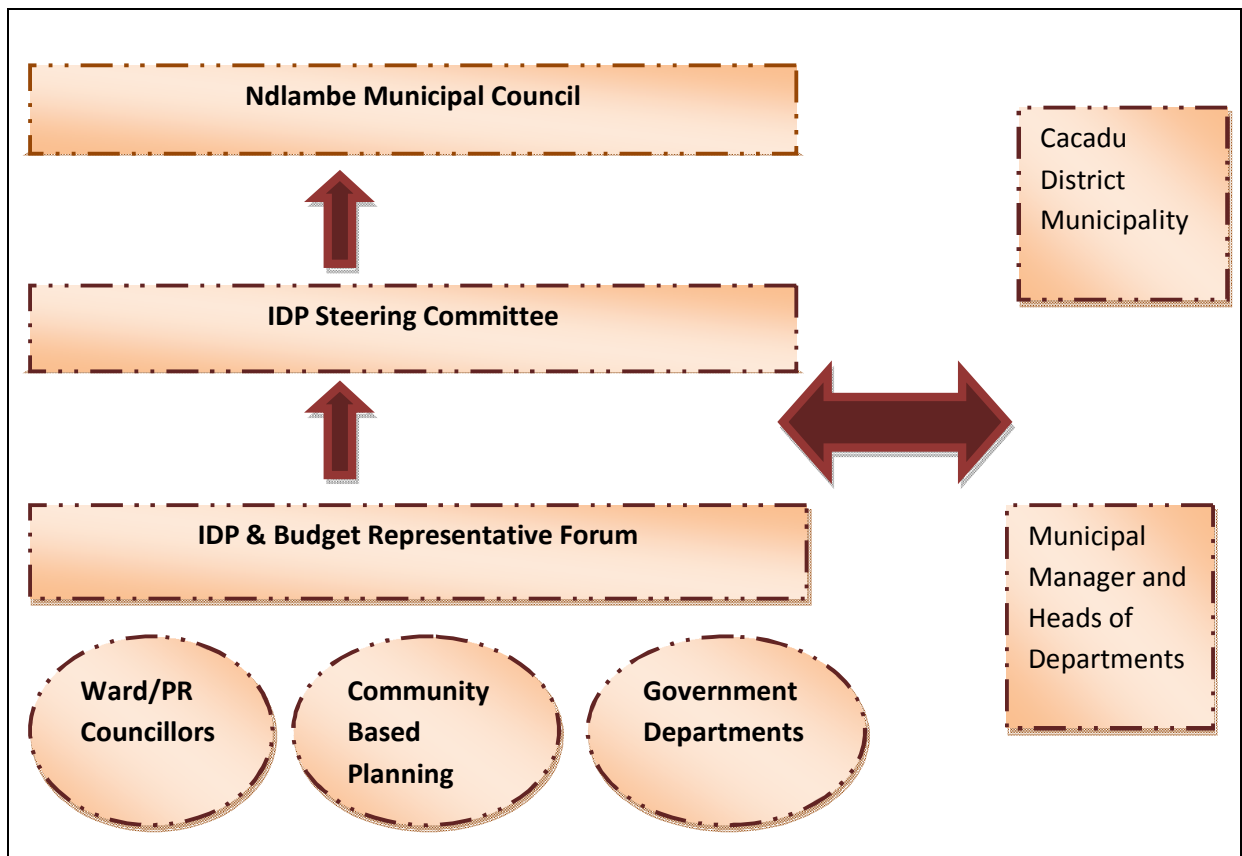 Ndlambe Municipal Council
Cacadu
District
Municipality
IDP Steering Committee
IDP & Budget Representative Forum
Municipal
Manager and
Heads of
Departments
Ward/PR
Councillors
Community
Based
Planning
Government
Departments